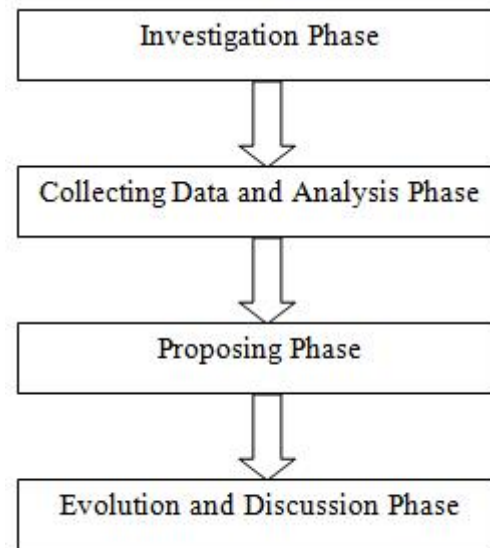 Investigation Phase
Collecting Data and Analysis Phase
Proposing Phase
Evolution and Discussion Phase